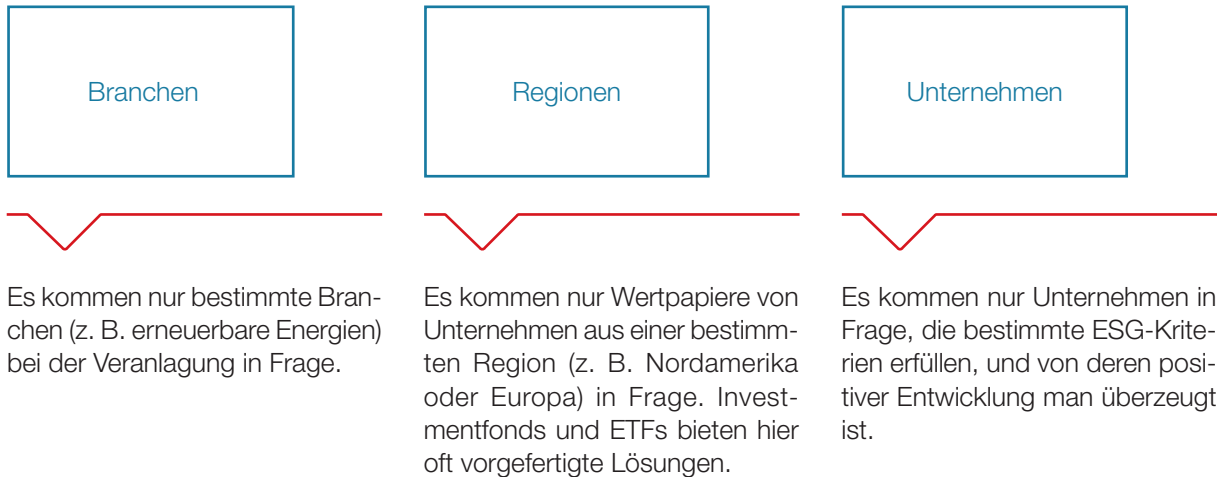 Branchen
Es kommen nur bestimmte Bran-
chen (z. B. erneuerbare Energien)
bei der Veranlagung in Frage.
Regionen
Es kommen nur Wertpapiere von
Unternehmen aus einer bestimm-
ten Region (z. B. Nordamerika
oder Europa) in Frage. Invest-
mentfonds und ETFs bieten hier
oft vorgefertigte Lösungen.
Unternehmen
Es kommen nur Unternehmen in
Frage, die bestimmte ESG-Krite-
rien erfüllen, und von deren posi-
tiver Entwicklung man überzeugt
ist.